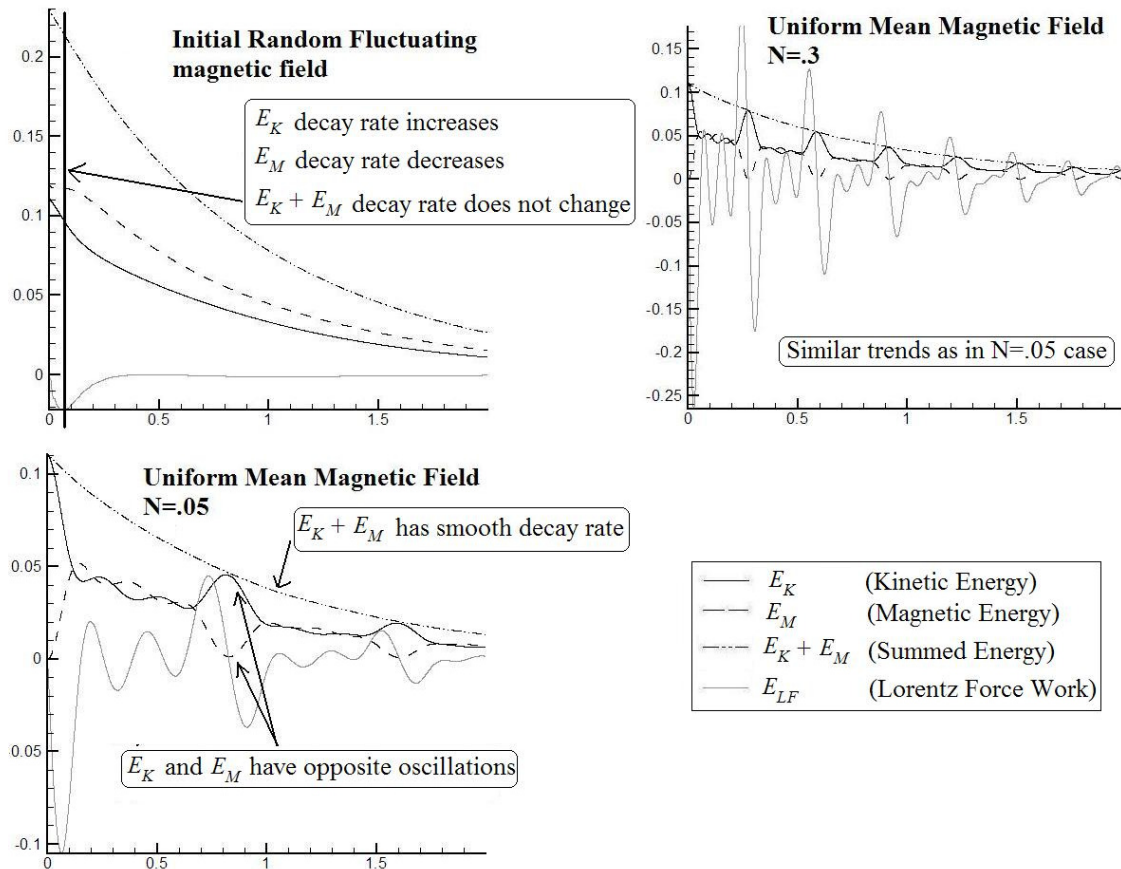 Initial Random Fluctuating
magnetic field
E_K decay rate increases
E_M decay rate decreases
E_K + E_M decay rate does not change
0.2
0.15
0.1
0.05
0
0 0.5 1 1.5
Uniform Mean Magnetic Field
N=.3
0.15
0.1
0.05
0
-0.05
-0.1
-0.15
-0.2
-0.25
Similar trends as in N=.05 case
0 0.5 1 1.5
Uniform Mean Magnetic Field
N=.05
E_K + E_M has smooth decay rate
E_K and E_M have opposite oscillations
0.1
0.05
0
0.05
-0.1
0 0.5 1 1.5
E_K (Kinetic Energy)
E_M (Magnetic Energy)
E_K + E_M (Summed Energy)
E_LF (Lorentz Force Work)